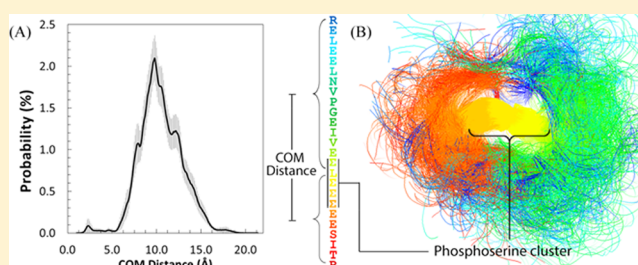 (A)
2.5
2.0
1.5
1.0
0.5
0.0
Probability (%)
0.0 5.0 10.0 15.0 20.0
COM Distance (Å)
COM
Distance
R
E
L
E
E
L
N
V
P
G
E
I
V
E
E
L
E
E
E
E
E
S
I
T
R
(B)
Phosphoserine cluster